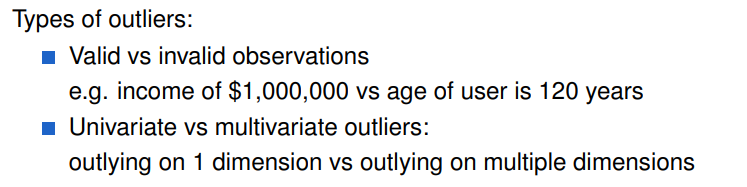 Types of outliers:
Valid vs invalid observations
e.g. income of $1,000,000 vs age of user is 120 years
Univariate vs multivariate outliers:
outlying on 1 dimension vs outlying on multiple dimensions